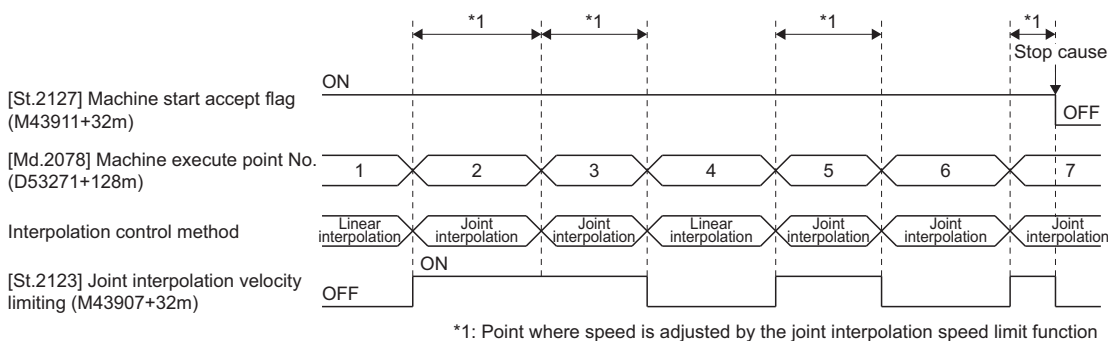 *1 *1 *1 *1
Stop cause
ON
[St.2127] Machine start accept flag
(M43911+32m)
OFF
[Md.2078] Machine execute point No.
(D53271+128m)
1 2 3 4 5 6 7
Interpolation control method
Linear interpolation
Joint interpolation
Joint interpolation
Linear interpolation
Joint interpolation
Joint interpolation
Joint interpolation
ON
[St.2123] Joint interpolation velocity
limiting (M43907+32m)
OFF
*1: Point where speed is adjusted by the joint interpolation speed limit function